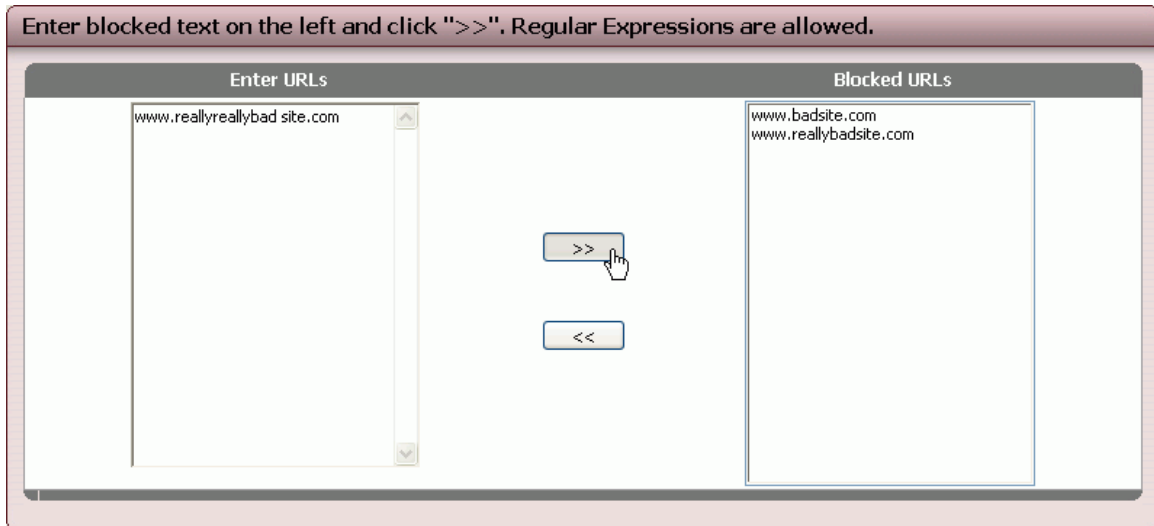 Enter blocked text on the left and click ">>". Regular Expressions are allowed.
Enter URLs
Blocked URLs
www.reallyreallybad site.com
www.badsite.com
www.reallybadsite.com
>>
<<